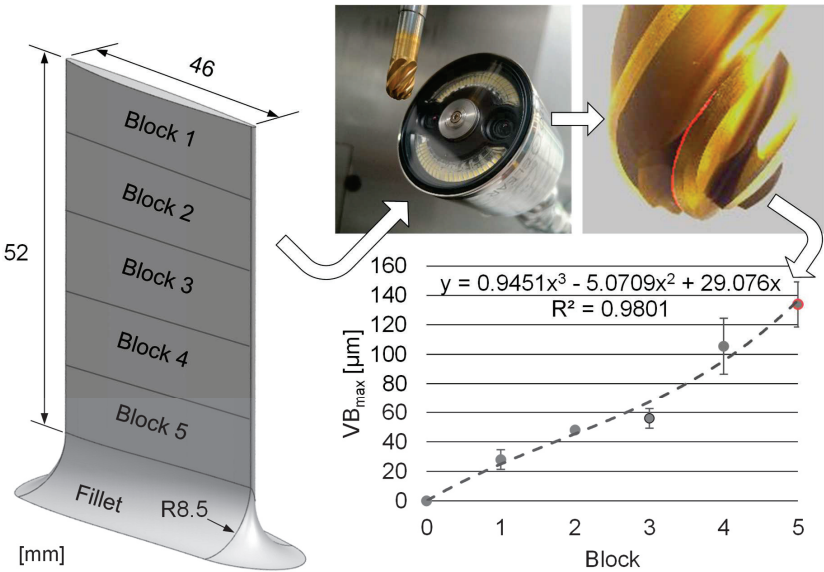 46
52
Block 1
Block 2
Block 3
Block 4
Block 5
Fillet
R8.5
[mm]
y = 0.9451x³ - 5.0709x² + 29.076x
R² = 0.9801
VBmax [µm]
160
140
120
100
80
60
40
20
0
0 1 2 3 4 5
Block